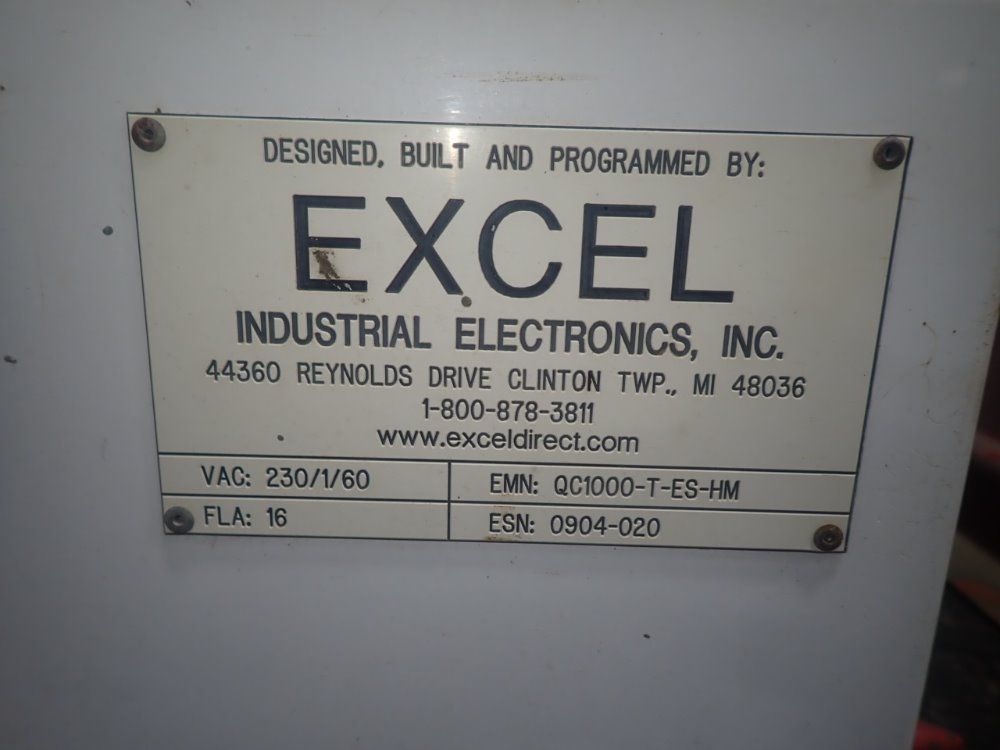 DESIGNED, BUILT AND PROGRAMMED BY:
EXCEL
INDUSTRIAL ELECTRONICS, INC.
44360 REYNOLDS DRIVE CLINTON TWP., MI 48036
1-800-878-3811
www.exceldirect.com
VAC: 230/1/60
EMN: QC1000-T-ES-HM
FLA: 16
ESN: 0904-020